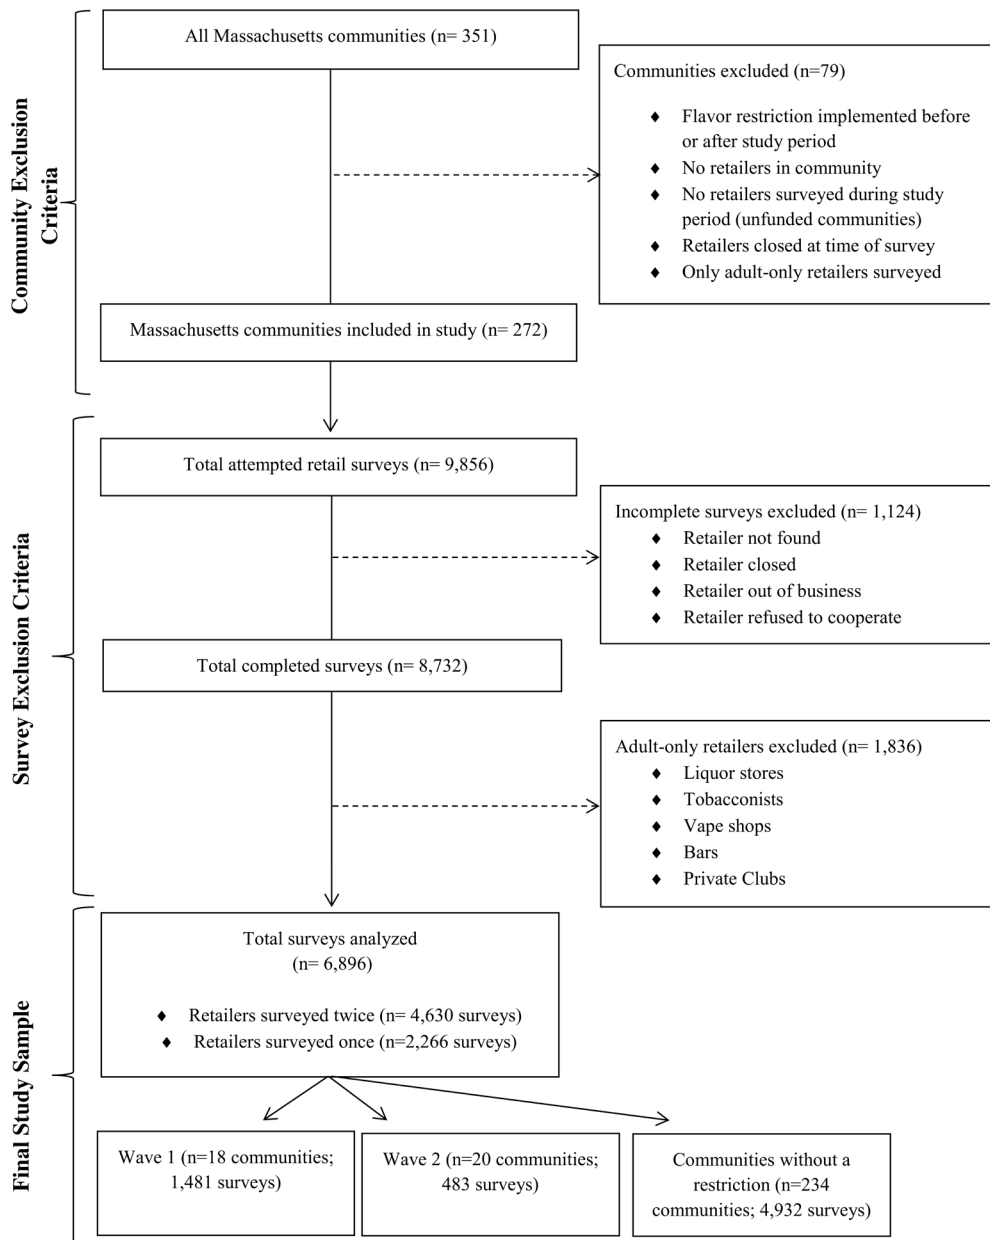 Community Exclusion
Criteria
All Massachusetts communities (n= 351)
Communities excluded (n=79)
♦ Flavor restriction implemented before
or after study period
♦ No retailers in community
♦ No retailers surveyed during study
period (unfunded communities)
♦ Retailers closed at time of survey
♦ Only adult-only retailers surveyed
Massachusetts communities included in study (n= 272)
Survey Exclusion Criteria
Total attempted retail surveys (n= 9,856)
Incomplete surveys excluded (n= 1,124)
♦ Retailer not found
♦ Retailer closed
♦ Retailer out of business
♦ Retailer refused to cooperate
Total completed surveys (n= 8,732)
Adult-only retailers excluded (n= 1,836)
♦ Liquor stores
♦ Tobacconists
♦ Vape shops
♦ Bars
♦ Private Clubs
Final Study Sample
Total surveys analyzed
(n= 6,896)
♦ Retailers surveyed twice (n= 4,630 surveys)
♦ Retailers surveyed once (n=2,266 surveys)
Wave 1 (n=18 communities;
1,481 surveys)
Wave 2 (n=20 communities;
483 surveys)
Communities without a
restriction (n=234
communities; 4,932 surveys)